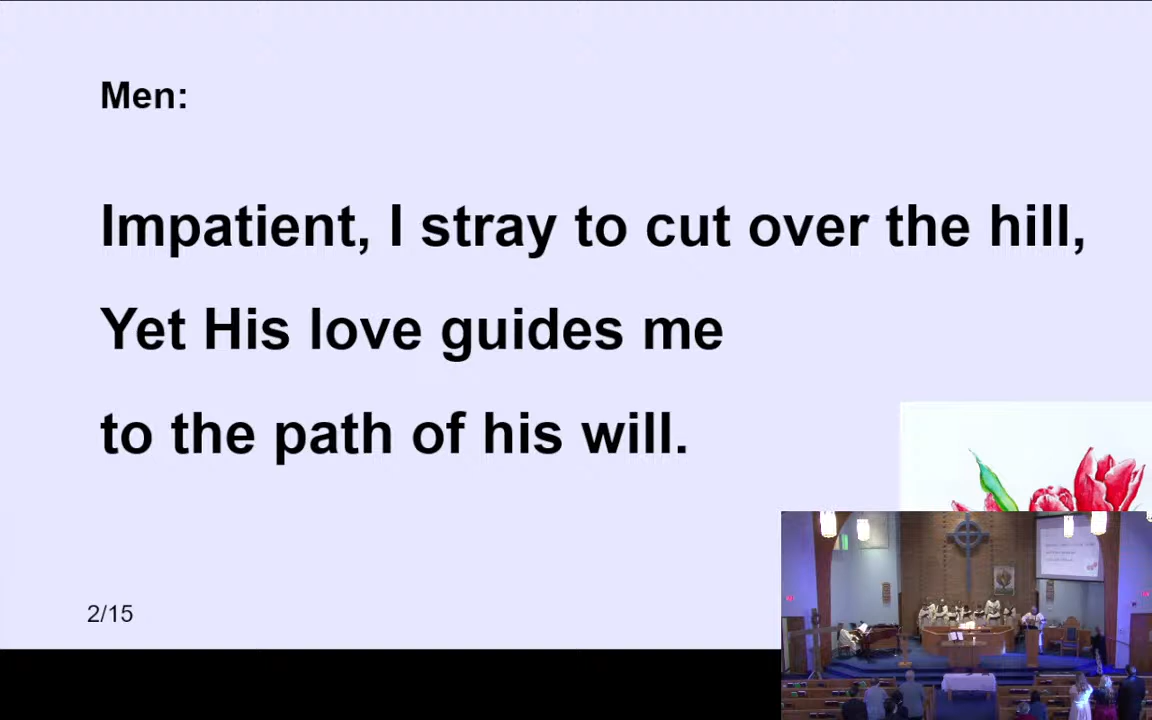 Men:
Impatient, I stray to cut over the hill,
Yet His love guides me
to the path of his will.
2/15